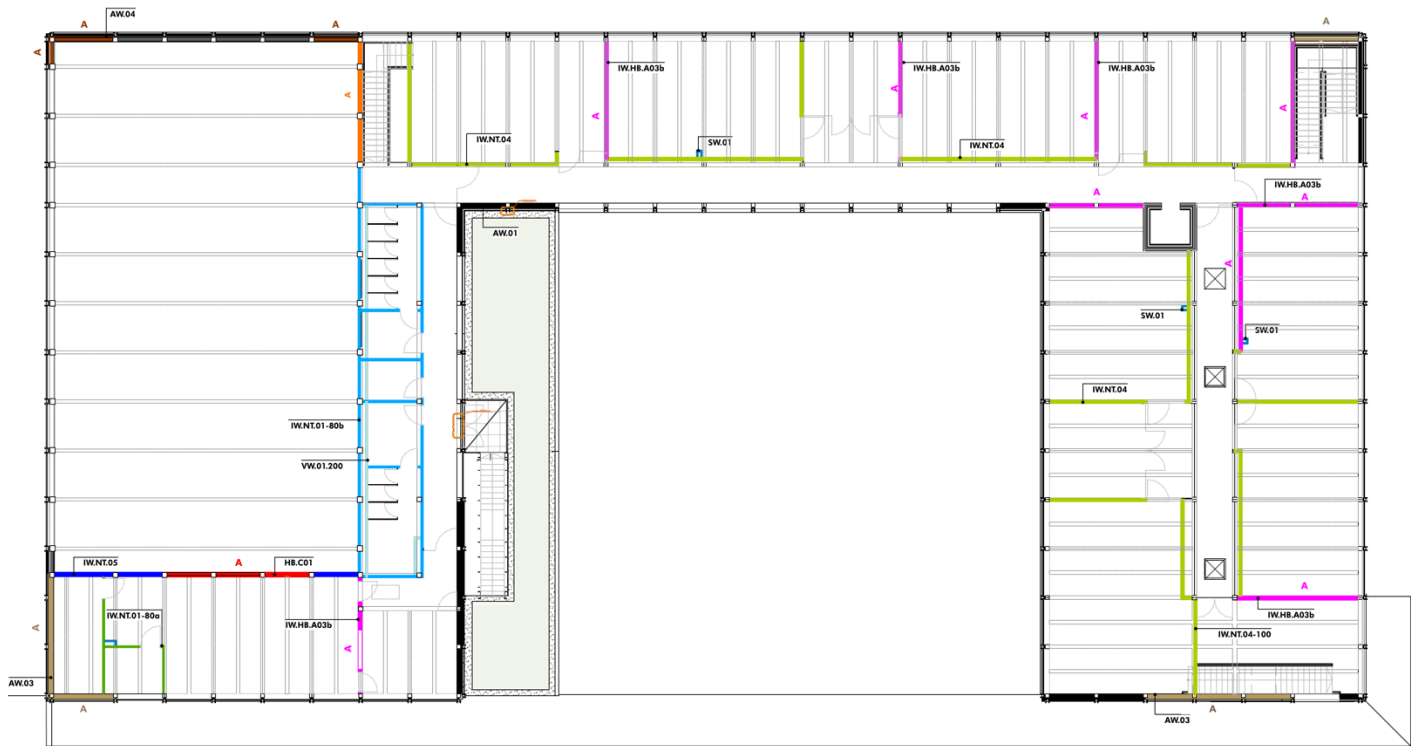 A
AW.04
A
A
A
IW.HB.A03b
IW.HB.A03b
IW.HB.A03b
A
A
A
A
A
IW.NT.04
SW.01
IW.NT.04
IW.HB.A03b
A
A
AW.01
A
SW.01
SW.01
IW.NT.04
IW.NT.01-80b
VW.01.200
IW.NT.05
A
HB.C01
A
IW.NT.01-80a
IW.HB.A03b
IW.HB.A03b
A
A
IW.NT.04-100
AW.03
A
A
AW.03